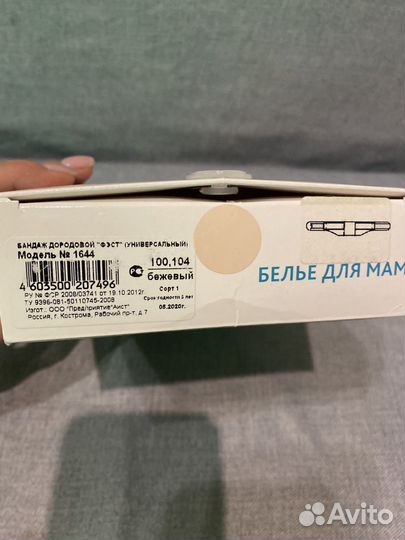 БАНДАЖ ДОРОДОВОЙ "ФЭСТ" (УНИВЕРСАЛЬНЫЙ)
Модель № 1644
100,104
бежевый
4 603500 207496
РУ № ФСР 2008/03741 от 19.10.2012г.
Сорт 1
ТУ 9396-081-50110745-2008
Срок годности 5 лет
Изгот.: ООО "Предприятие"Аист"
06.2020г.
Россия, г. Кострома, Рабочий пр-т, д.7
БЕЛЬЕ ДЛЯ МАМ
Avito